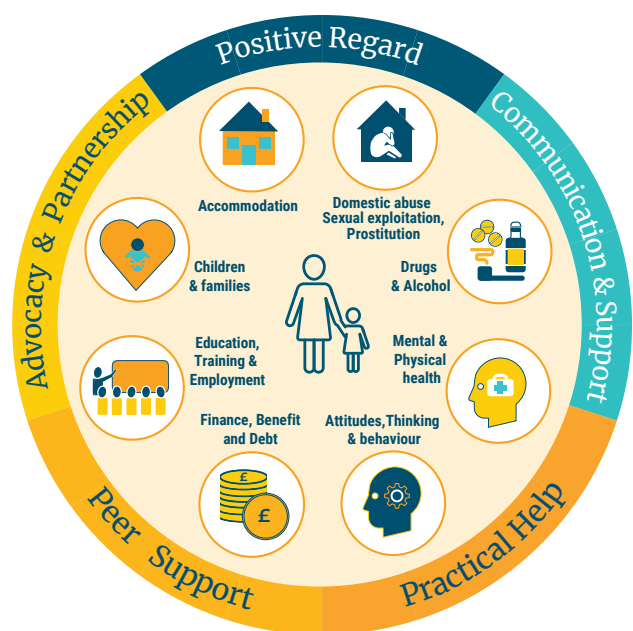 Positive Regard
Communication & Support
Practical Help
Peer Support
Advocacy & Partnership
Accommodation
Domestic abuse
Sexual exploitation,
Prostitution
Drugs
& Alcohol
Mental &
Physical
health
Attitudes,Thinking
& behaviour
Finance, Benefit
and Debt
Education,
Training &
Employment
Children
& families
£
£